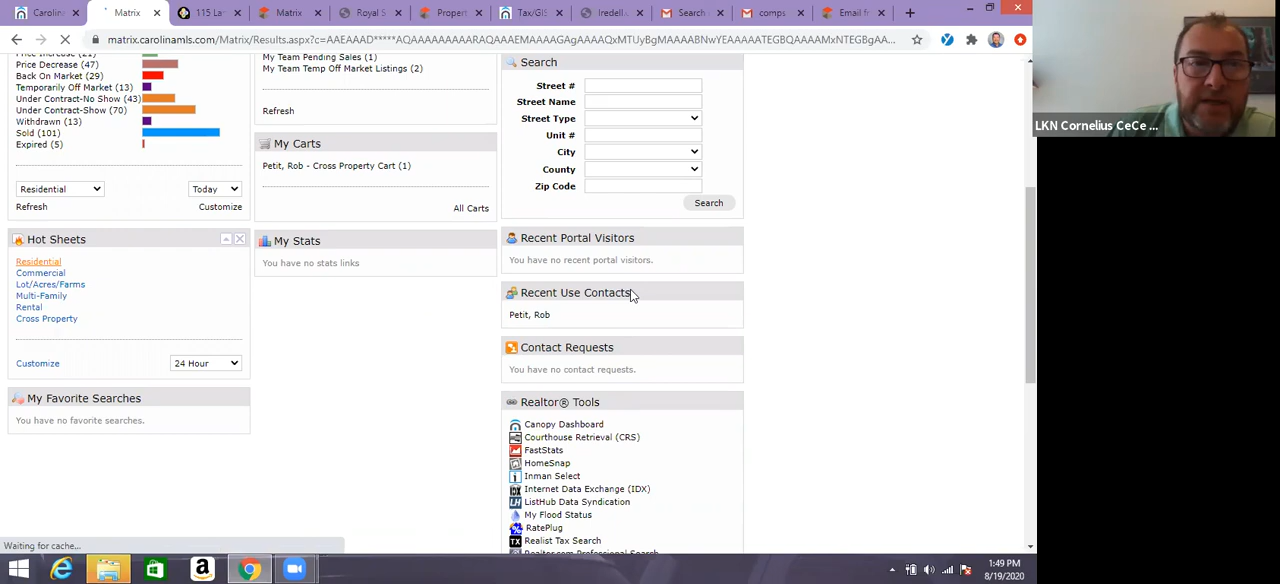 Carolina
Matrix
115 La
Matrix
Royal S
Propert
Tax/GIS
Iredell.c
Search
comps
Email fr
matrix.carolinamls.com/Matrix/Results.aspx?c=AAEAAAD*****AQAAAAAAAAARAQAAAEMAAAAGAgAAAAQxMTUyBgMAAAABNwYEAAAAATEGBQAAAAMxNTEGBgAAA...
Price Decrease (47)
Back On Market (29)
Temporarily Off Market (13)
Under Contract-No Show (43)
Under Contract-Show (70)
Withdrawn (13)
Sold (101)
Expired (5)
Residential
Today
Refresh
Customize
Hot Sheets
Residential
Commercial
Lot/Acres/Farms
Multi-Family
Rental
Cross Property
Customize
24 Hour
My Favorite Searches
You have no favorite searches.
My Team Pending Sales (1)
My Team Temp Off Market Listings (2)
Refresh
My Carts
Petit, Rob - Cross Property Cart (1)
All Carts
My Stats
You have no stats links
Search
Street #
Street Name
Street Type
Unit #
City
County
Zip Code
Search
Recent Portal Visitors
You have no recent portal visitors.
Recent Use Contacts
Petit, Rob
Contact Requests
You have no contact requests.
Realtor® Tools
Canopy Dashboard
Courthouse Retrieval (CRS)
FastStats
HomeSnap
Inman Select
Internet Data Exchange (IDX)
ListHub Data Syndication
My Flood Status
RatePlug
Realist Tax Search
Realtor.com Professional Search
Waiting for cache...
1:49 PM
8/19/2020
LKN Cornelius CeCe ...